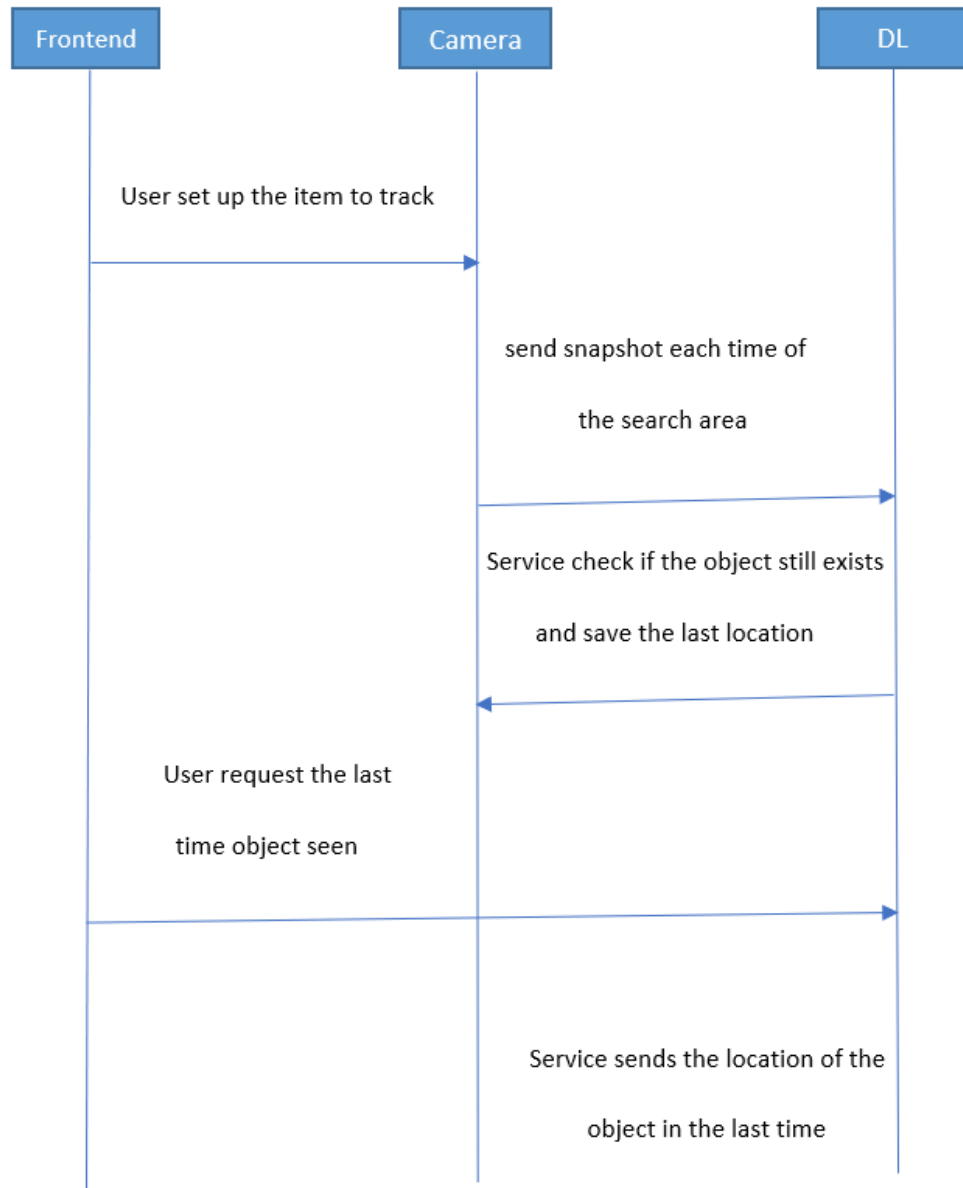 Frontend
Camera
DL
User set up the item to track
send snapshot each time of
the search area
Service check if the object still exists
and save the last location
User request the last
time object seen
Service sends the location of the
object in the last time